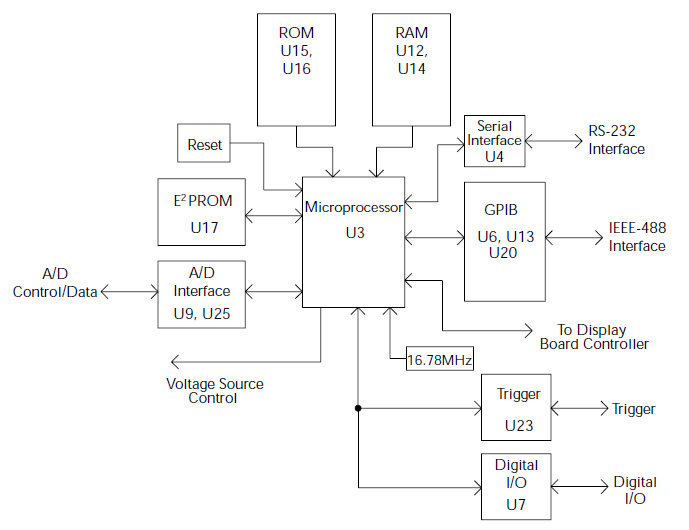 ROM
U15,
U16
RAM
U12,
U14
Reset
Serial
Interface
U4
RS-232
Interface
E²PROM
U17
Microprocessor
U3
GPIB
U6, U13
U20
IEEE-488
Interface
A/D
Control/Data
A/D
Interface
U9, U25
To Display
Board Controller
16.78MHz
Voltage Source
Control
Trigger
U23
Trigger
Digital
I/O
U7
Digital
I/O